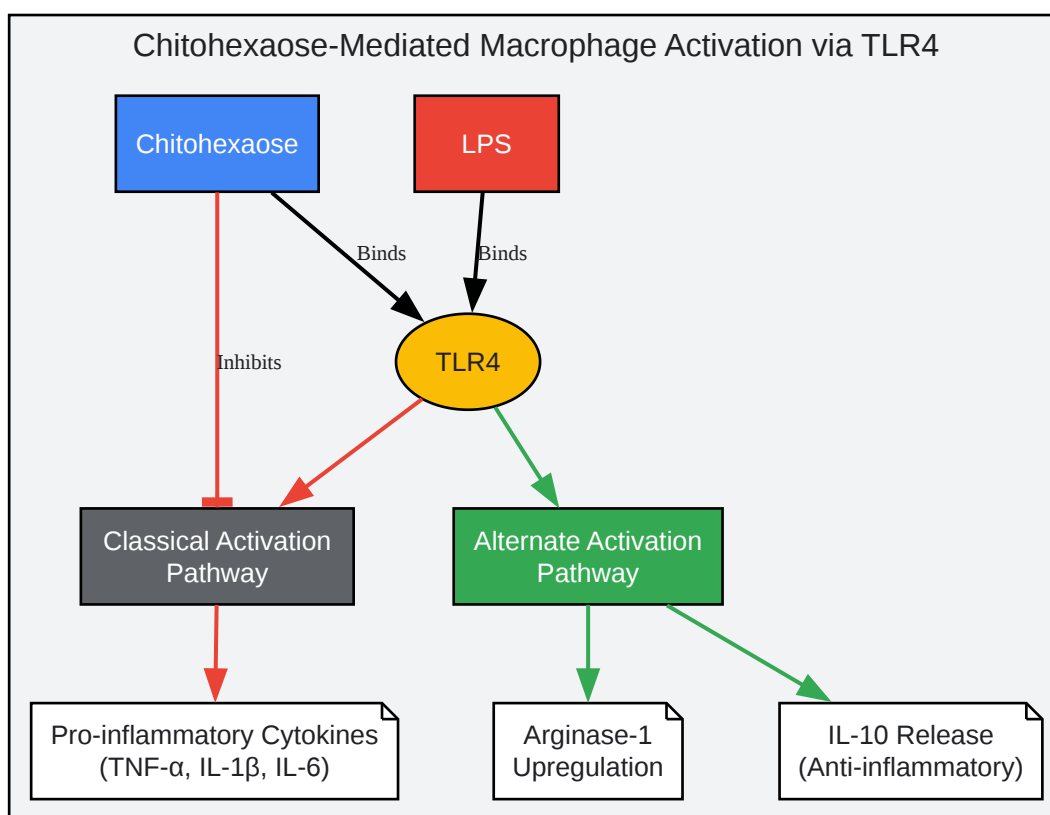 Chitohexaose-Mediated Macrophage Activation via TLR4
Chitohexaose
LPS
Binds
Binds
Inhibits
TLR4
Classical Activation
Pathway
Alternate Activation
Pathway
Pro-inflammatory Cytokines
(TNF-α, IL-1β, IL-6)
Arginase-1
Upregulation
IL-10 Release
(Anti-inflammatory)